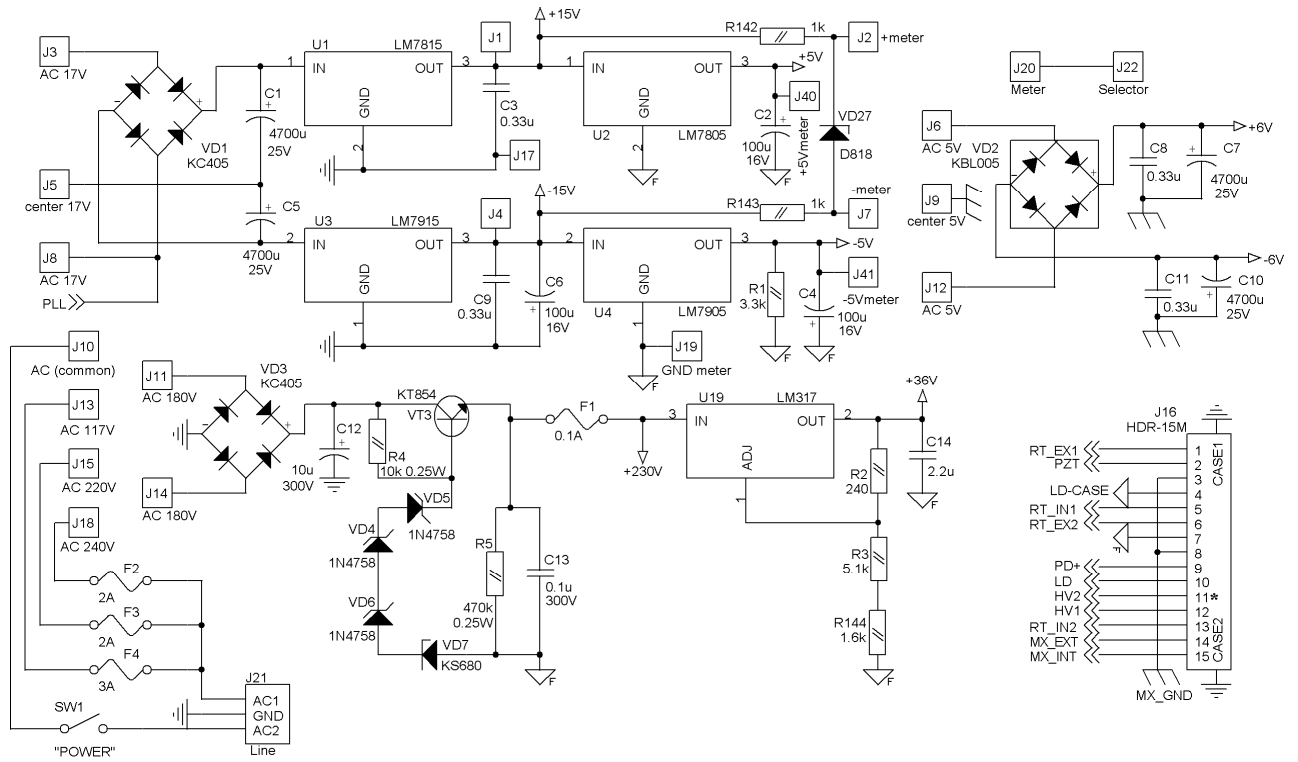 J3
AC 17V
VD1
KC405
J5
center 17V
J8
AC 17V
PLL
C1
4700u
25V
C5
4700u
25V
U1
LM7815
1
IN
OUT
3
GND
2
J1
+15V
C3
0.33u
J17
1
IN
OUT
3
GND
2
U2
LM7805
R142
1k
J2
+meter
+5V
J40
+5Vmeter
C2
100u
16V
VD27
D818
F
F
U3
LM7915
2
IN
OUT
3
GND
1
J4
-15V
C9
0.33u
C6
100u
16V
2
IN
OUT
3
GND
1
U4
LM7905
R143
1k
-meter
J7
-5V
J41
-5Vmeter
R1
3.3k
C4
100u
16V
F
F
J19
GND meter
F
J20
Meter
J22
Selector
J6
AC 5V
VD2
KBL005
J9
center 5V
J12
AC 5V
+6V
C8
0.33u
C7
4700u
25V
-6V
C11
0.33u
C10
4700u
25V
J10
AC (common)
J13
AC 117V
J15
AC 220V
J18
AC 240V
F2
2A
F3
2A
F4
3A
SW1
"POWER"
J21
AC1
GND
AC2
Line
J11
AC 180V
VD3
KC405
J14
AC 180V
C12
10u
300V
R4
10k 0.25W
KT854
VT3
VD5
1N4758
VD4
1N4758
VD6
1N4758
VD7
KS680
R5
470k
0.25W
C13
0.1u
300V
F
F1
0.1A
+230V
U19
LM317
3
IN
OUT
2
ADJ
1
+36V
C14
2.2u
F
R2
240
R3
5.1k
R144
1.6k
F
J16
HDR-15M
CASE1
CASE2
RT_EX1
1
PZT
2
3
LD-CASE
4
RT_IN1
5
RT_EX2
6
F
7
8
PD+
9
LD
10
HV2
11*
HV1
12
RT_IN2
13
MX_EXT
14
MX_INT
15
MX_GND